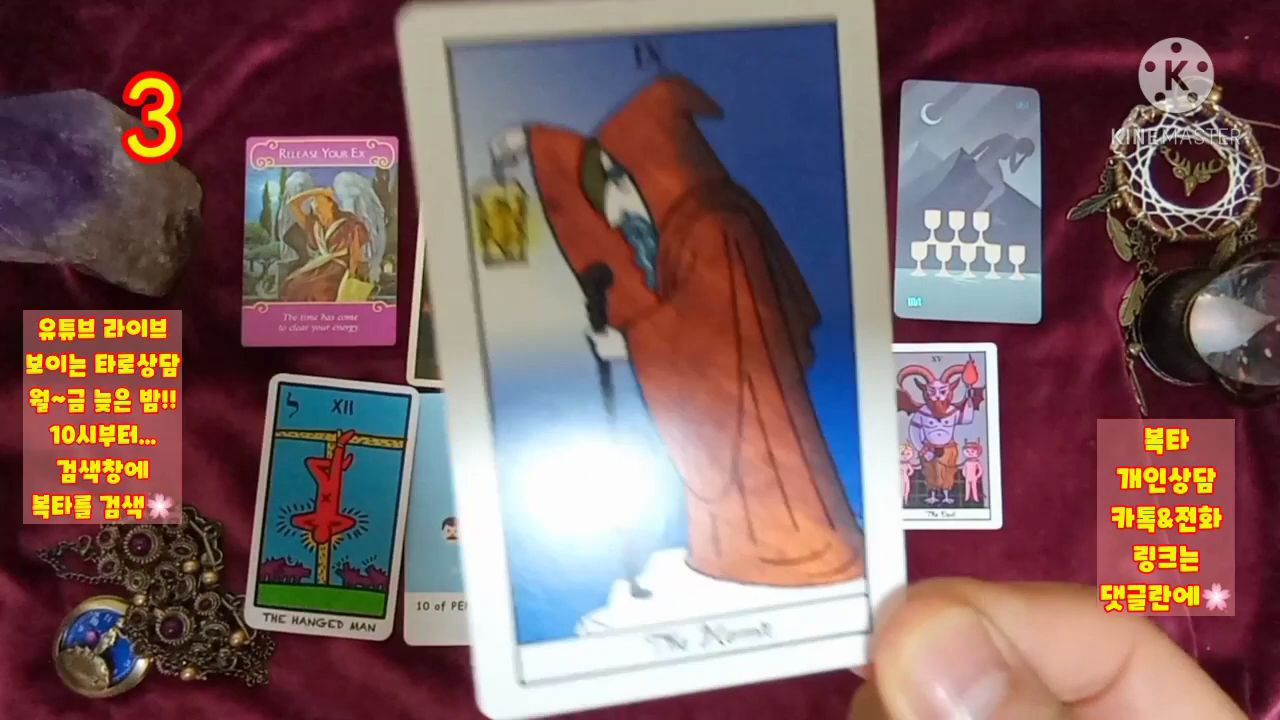 3
유튜브 라이브
보이는 타로상담
월~금 늦은 밤!!
10시부터...
검색창에
복타를 검색🌸
RELEASE YOUR EX
The time has come
to clear your energy.
XII
THE HANGED MAN
10 of PE
IX
The
XV
The Devil
K
KINEMASTER
복타
개인상담
카톡&전화
링크는
댓글란에🌸